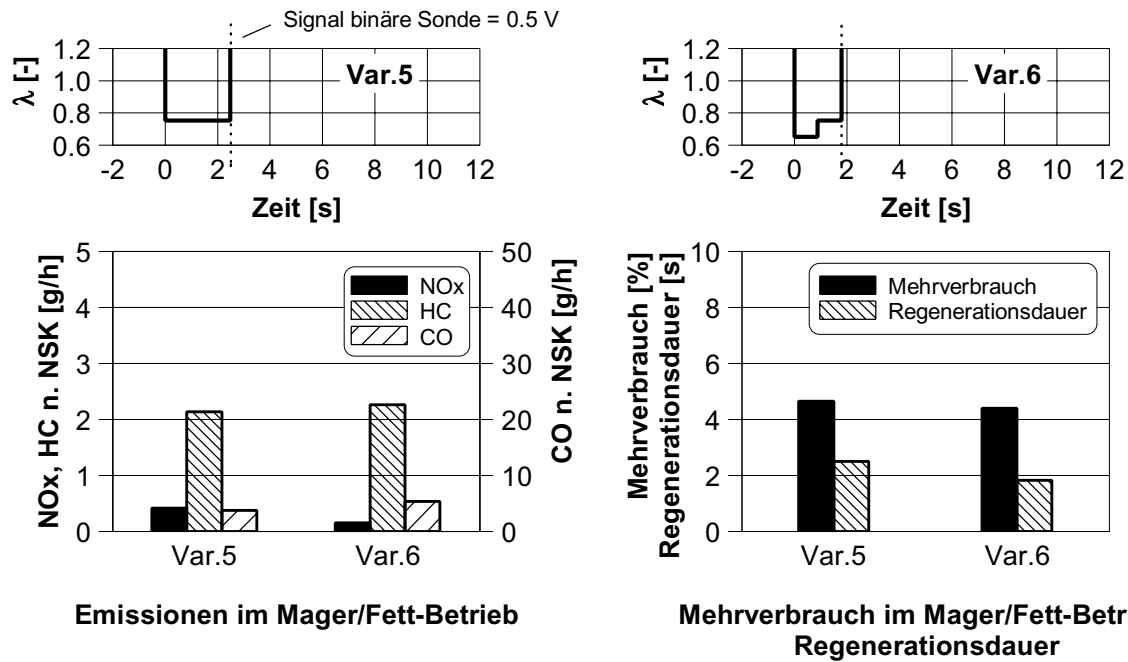 Signal binäre Sonde = 0.5 V
λ [-]
1.2
1.0
0.8
0.6
Var.5
-2 0 2 4 6 8 10 12
Zeit [s]
λ [-]
1.2
1.0
0.8
0.6
Var.6
-2 0 2 4 6 8 10 12
Zeit [s]
NOx, HC n. NSK [g/h]
5
4
3
2
1
0
NOx
HC
CO
50
40
30
20
10
0
CO n. NSK [g/h]
Var.5 Var.6
Emissionen im Mager/Fett-Betrieb
Mehrverbrauch [%]
Regenerationsdauer [s]
10
8
6
4
2
0
Mehrverbrauch
Regenerationsdauer
Var.5 Var.6
Mehrverbrauch im Mager/Fett-Betri
Regenerationsdauer